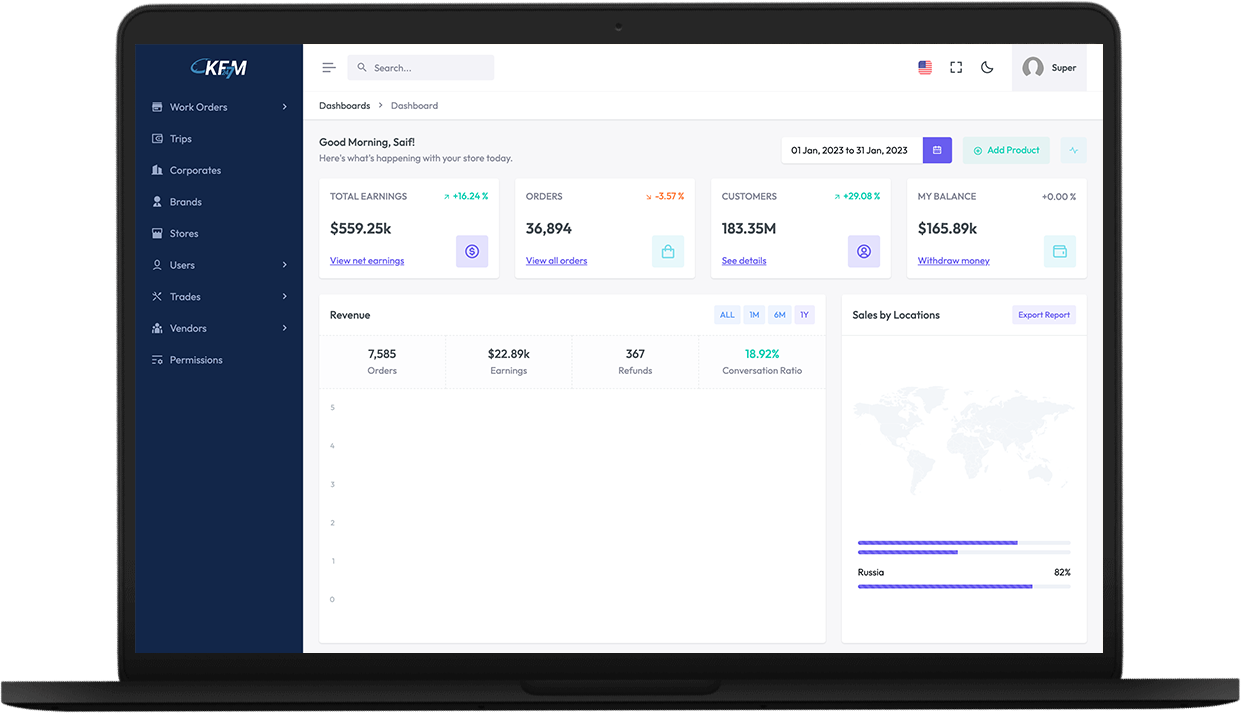 KFM
Search...
Super
Work Orders
Trips
Corporates
Brands
Stores
Users
Trades
Vendors
Permissions
Dashboards > Dashboard
Good Morning, Saif!
Here's what's happening with your store today.
01 Jan, 2023 to 31 Jan, 2023
Add Product
TOTAL EARNINGS +16.24 %
$559.25k
View net earnings
ORDERS -3.57 %
36,894
View all orders
CUSTOMERS +29.08 %
183.35M
See details
MY BALANCE +0.00 %
$165.89k
Withdraw money
Revenue
ALL 1M 6M 1Y
7,585 $22.89k 367 18.92%
Orders Earnings Refunds Conversation Ratio
5
4
3
2
1
0
Sales by Locations
Export Report
Russia 82%